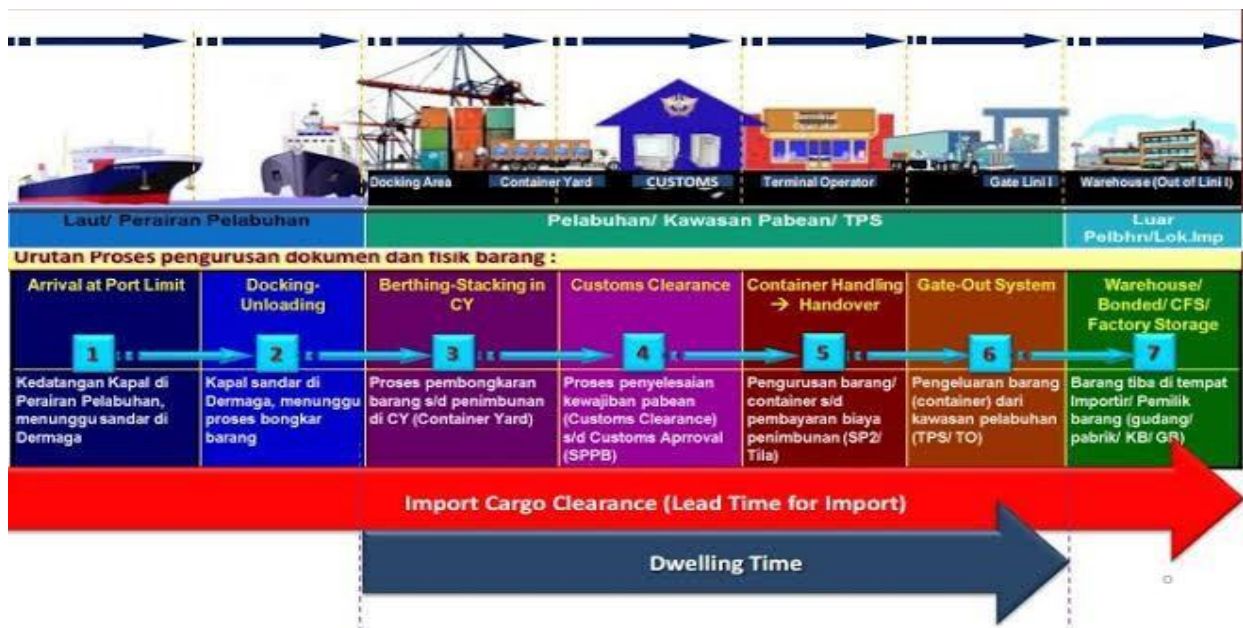 Terminal
Operator
Docking Area
Container Yard
CUSTOMS
Terminal Operator
Gate Lini I
Warehouse (Out of Lini I)
Laut/ Perairan Pelabuhan
Pelabuhan/ Kawasan Pabean/ TPS
Luar
Pelbhn/Lok.Imp
Urutan Proses pengurusan dokumen dan fisik barang :
Arrival at Port Limit
1
Kedatangan Kapal di
Perairan Pelabuhan,
menunggu sandar di
Dermaga
Docking-
Unloading
2
Kapal sandar di
Dermaga, menunggu
proses bongkar
barang
Berthing-Stacking in
CY
3
Proses pembongkaran
barang s/d penimbunan
di CY (Container Yard)
Customs Clearance
4
Proses penyelesaian
kewajiban pabean
(Customs Clearance)
s/d Customs Aprroval
(SPPB)
Container Handling
→ Handover
5
Pengurusan barang/
container s/d
pembayaran biaya
penimbunan (SP2/
Tila)
Gate-Out System
6
Pengeluaran barang
(container) dari
kawasan pelabuhan
(TPS/ TO)
Warehouse/
Bonded/ CFS/
Factory Storage
7
Barang tiba di tempat
Importir/ Pemilik
barang (gudang/
pabrik/ KB/ GB)
Import Cargo Clearance (Lead Time for Import)
Dwelling Time